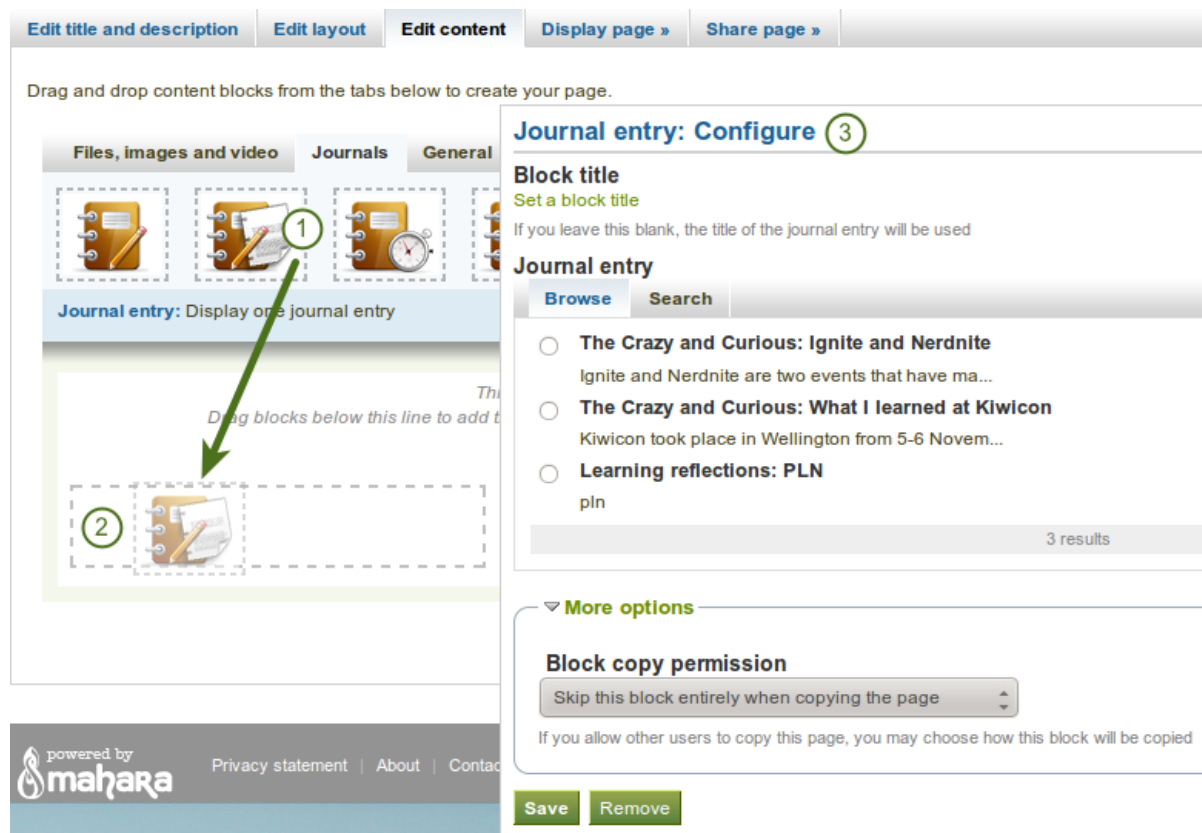 Edit title and description Edit layout Edit content Display page » Share page »
Drag and drop content blocks from the tabs below to create your page.
Files, images and video Journals General
1
Journal entry: Display one journal entry
Drag blocks below this line to add
2
Journal entry: Configure 3
Block title
Set a block title
If you leave this blank, the title of the journal entry will be used
Journal entry
Browse Search
The Crazy and Curious: Ignite and Nerdnite
Ignite and Nerdnite are two events that have ma...
The Crazy and Curious: What I learned at Kiwicon
Kiwicon took place in Wellington from 5-6 Novem...
Learning reflections: PLN
pln
3 results
More options
Block copy permission
Skip this block entirely when copying the page
If you allow other users to copy this page, you may choose how this block will be copied
Save Remove
powered by
mahara
Privacy statement | About |